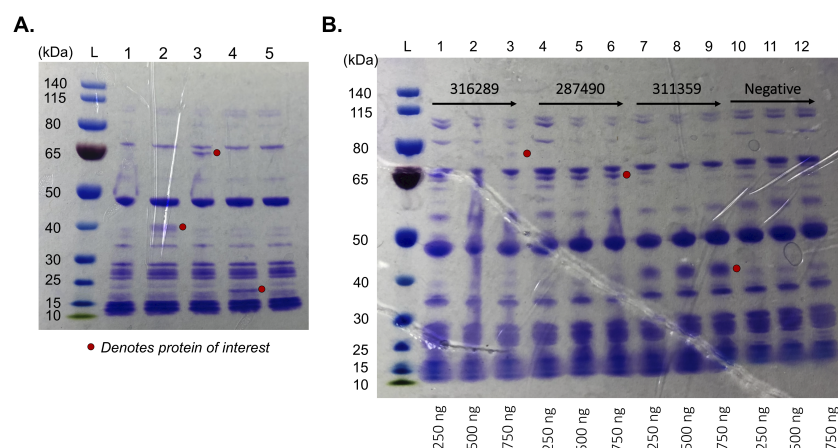 A.
(kDa) L 1 2 3 4 5
140
115
80
65
50
40
30
25
15
10
Denotes protein of interest
B.
L 1 2 3 4 5 6 7 8 9 10 11 12
(kDa)
316289 287490 311359 Negative
140
115
80
65
50
40
30
25
15
10
250 ng 500 ng 750 ng 250 ng 500 ng 750 ng 250 ng 500 ng 750 ng 250 ng 500 ng 750 ng